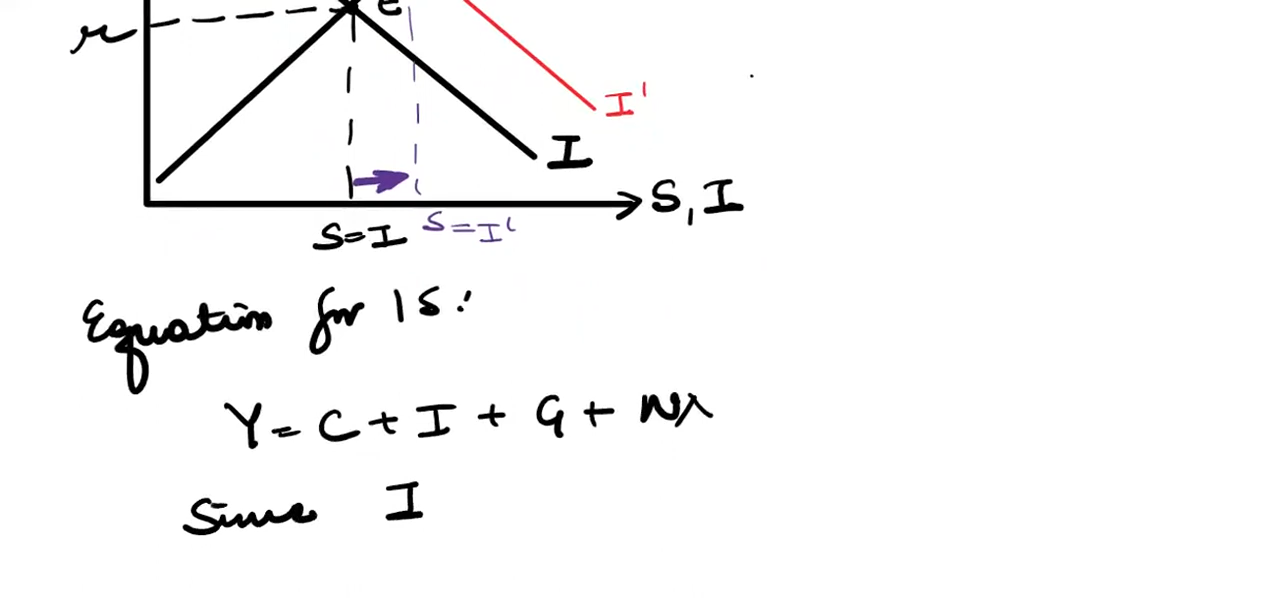 r e
I'
I
S, I
S=I S=I'
Equation for IS:
Y = C + I + G + NX
Since I